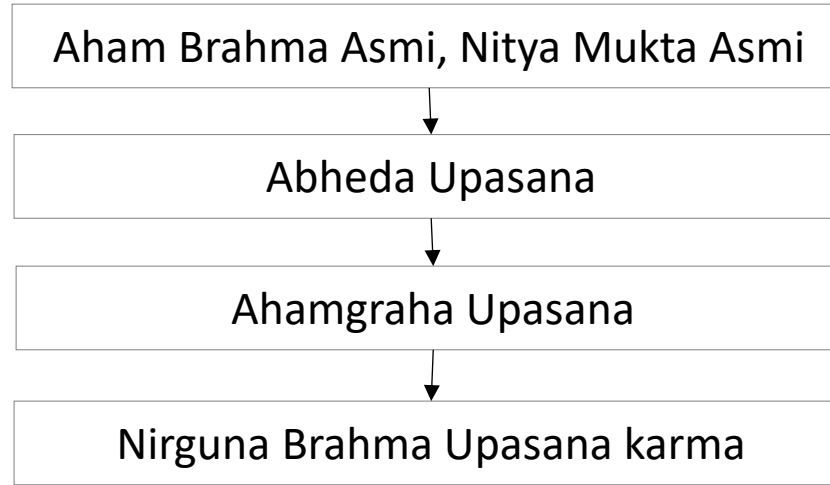 Aham Brahma Asmi, Nitya Mukta Asmi
Abheda Upasana
Ahamgraha Upasana
Nirguna Brahma Upasana karma